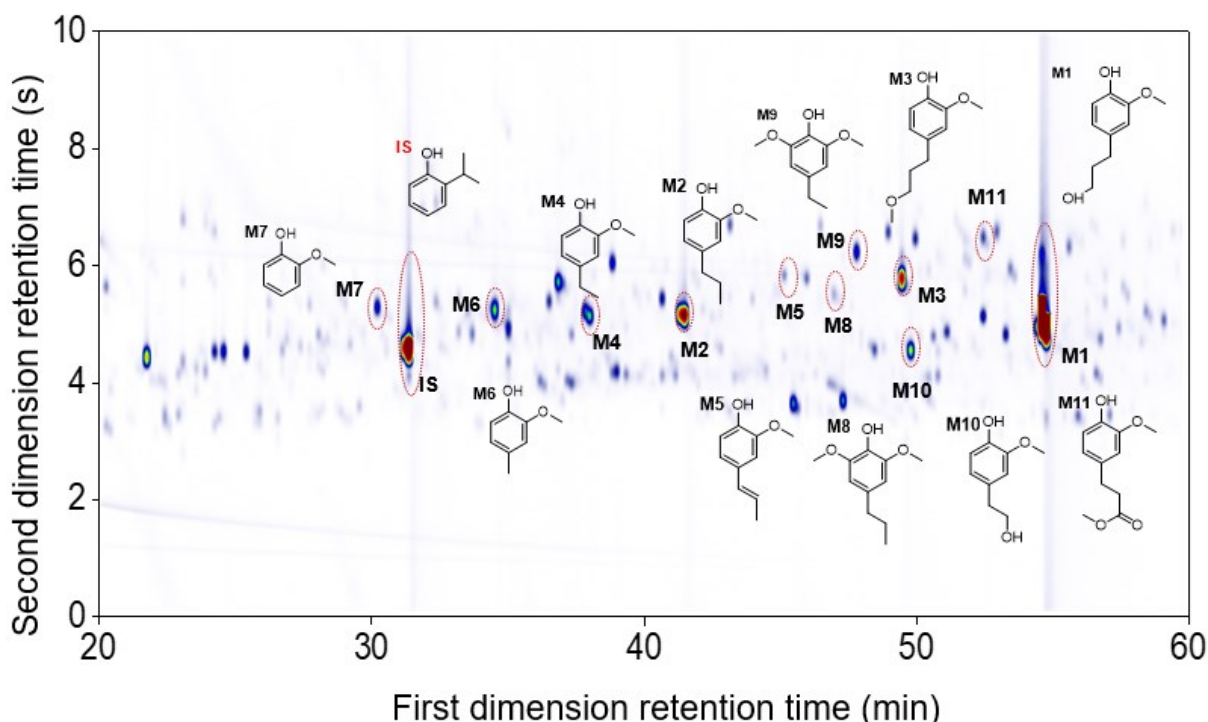 Second dimension retention time (s)
10
8
6
4
2
0
20
30
40
50
60
First dimension retention time (min)
M7
OH
O
M7
IS
OH
IS
M6
M6
OH
O
M4
OH
O
M4
M2
OH
O
M2
M9
OH
O
O
M9
M3
OH
O
O
M3
M11
M1
OH
O
OH
M1
M5
M8
M10
M5
OH
O
M8
OH
O
O
M10
OH
O
OH
M11
OH
O
O
O